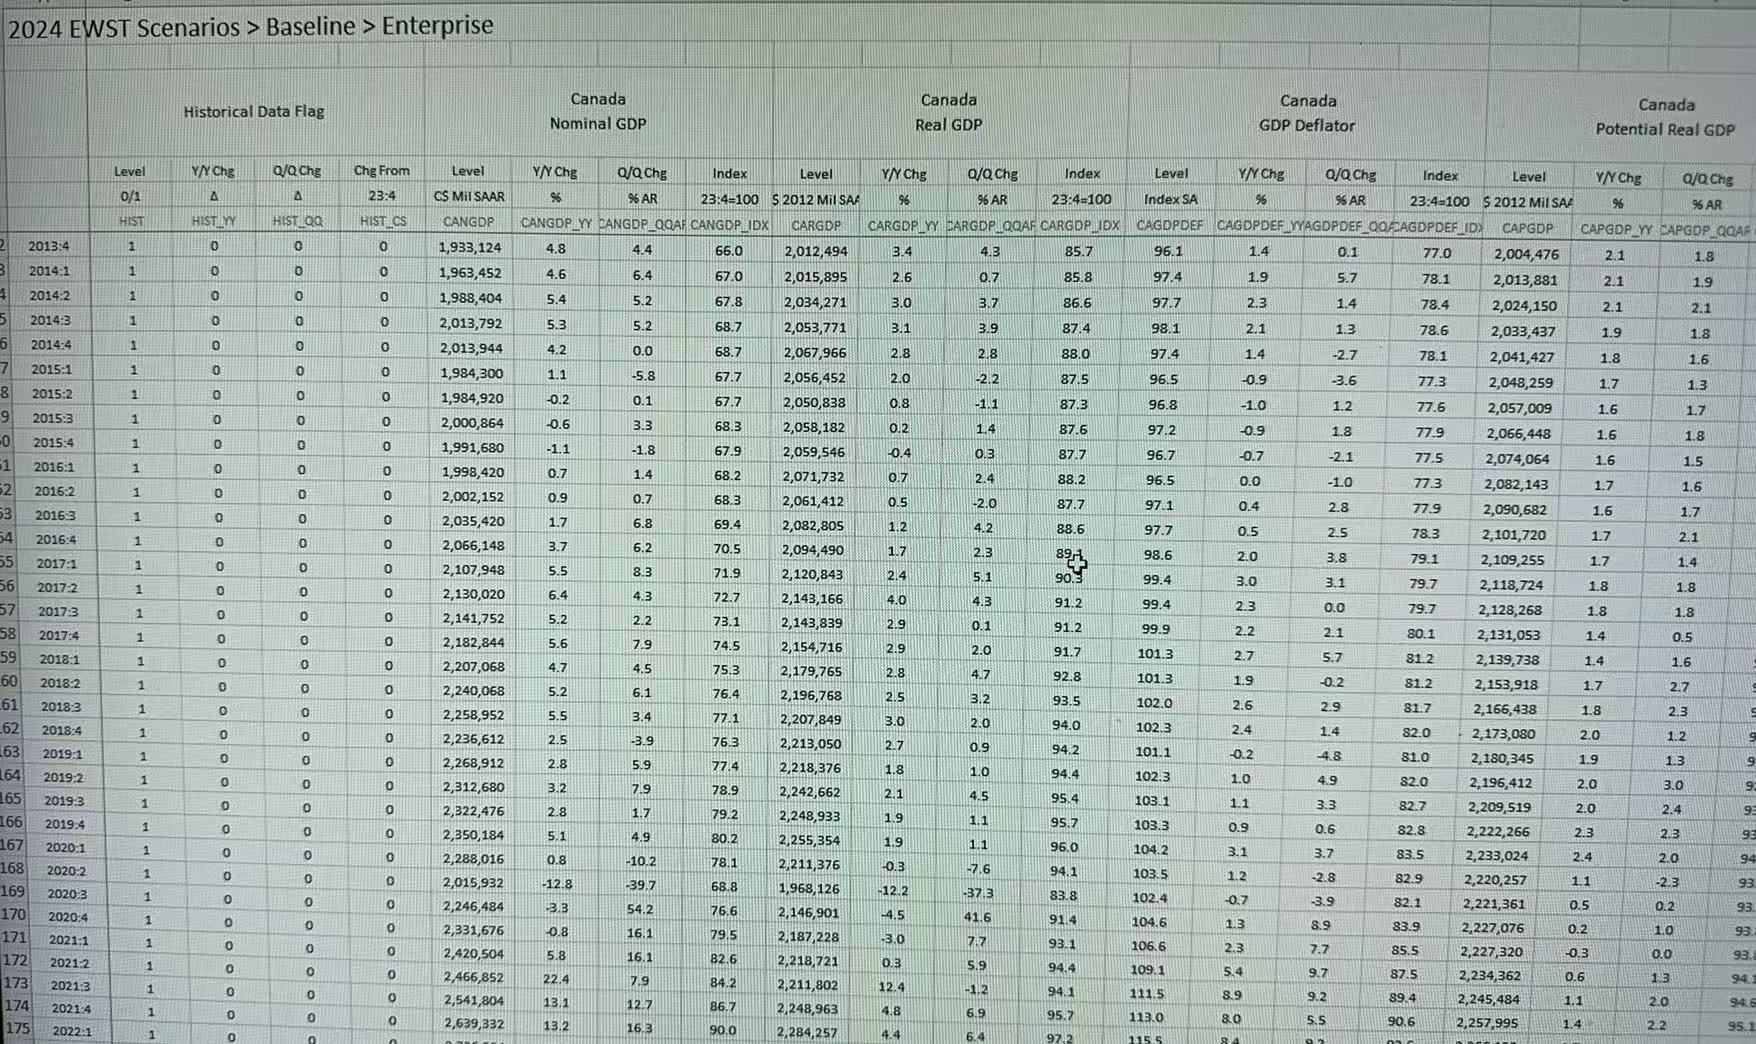 2024 EWST Scenarios > Baseline > Enterprise
Historical Data Flag
Canada
Nominal GDP
Canada
Real GDP
Canada
GDP Deflator
Canada
Potential Real GDP
Level Y/Y Chg Q/Q Chg Chg From Level Y/Y Chg Q/Q Chg Index Level Y/Y Chg Q/Q Chg Index Level Y/Y Chg Q/Q Chg Index Level Y/Y Chg Q/Q Chg
0/1 Δ Δ 23:4 C$ Mil SAAR % % AR 23:4=100 $ 2012 Mil SAA % % AR 23:4=100 Index SA % % AR 23:4=100 $ 2012 Mil SAA % % AR
HIST HIST_YY HIST_QQ HIST_CS CANGDP CANGDP_YY CANGDP_QQAF CANGDP_IDX CARGDP CARGDP_YY CARGDP_QQAF CARGDP_IDX CAGDPDEF CAGDPDEF_YY AGDPDEF_QQA CAGDPDEF_ID CAPGDP CAPGDP_YY CAPGDP_QQAF
2 2013:4 1 0 0 0 1,933,124 4.8 4.4 66.0 2,012,494 3.4 4.3 85.7 96.1 1.4 0.1 77.0 2,004,476 2.1 1.8
3 2014:1 1 0 0 0 1,963,452 4.6 6.4 67.0 2,015,895 2.6 0.7 85.8 97.4 1.9 5.7 78.1 2,013,881 2.1 1.9
4 2014:2 1 0 0 0 1,988,404 5.4 5.2 67.8 2,034,271 3.0 3.7 86.6 97.7 2.3 1.4 78.4 2,024,150 2.1 2.1
5 2014:3 1 0 0 0 2,013,792 5.3 5.2 68.7 2,053,771 3.1 3.9 87.4 98.1 2.1 1.3 78.6 2,033,437 1.9 1.8
6 2014:4 1 0 0 0 2,013,944 4.2 0.0 68.7 2,067,966 2.8 2.8 88.0 97.4 1.4 -2.7 78.1 2,041,427 1.8 1.6
7 2015:1 1 0 0 0 1,984,300 1.1 -5.8 67.7 2,056,452 2.0 -2.2 87.5 96.5 -0.9 -3.6 77.3 2,048,259 1.7 1.3
8 2015:2 1 0 0 0 1,984,920 -0.2 0.1 67.7 2,050,838 0.8 -1.1 87.3 96.8 -1.0 1.2 77.6 2,057,009 1.6 1.7
9 2015:3 1 0 0 0 2,000,864 -0.6 3.3 68.3 2,058,182 0.2 1.4 87.6 97.2 -0.9 1.8 77.9 2,066,448 1.6 1.8
0 2015:4 1 0 0 0 1,991,680 -1.1 -1.8 67.9 2,059,546 -0.4 0.3 87.7 96.7 -0.7 -2.1 77.5 2,074,064 1.6 1.5
1 2016:1 1 0 0 0 1,998,420 0.7 1.4 68.2 2,071,732 0.7 2.4 88.2 96.5 0.0 -1.0 77.3 2,082,143 1.7 1.6
52 2016:2 1 0 0 0 2,002,152 0.9 0.7 68.3 2,061,412 0.5 -2.0 87.7 97.1 0.4 2.8 77.9 2,090,682 1.6 1.7
53 2016:3 1 0 0 0 2,035,420 1.7 6.8 69.4 2,082,805 1.2 4.2 88.6 97.7 0.5 2.5 78.3 2,101,720 1.7 2.1
54 2016:4 1 0 0 0 2,066,148 3.7 6.2 70.5 2,094,490 1.7 2.3 89.1 98.6 2.0 3.8 79.1 2,109,255 1.7 1.4
55 2017:1 1 0 0 0 2,107,948 5.5 8.3 71.9 2,120,843 2.4 5.1 90.3 99.4 3.0 3.1 79.7 2,118,724 1.8 1.8
56 2017:2 1 0 0 0 2,130,020 6.4 4.3 72.7 2,143,166 4.0 4.3 91.2 99.4 2.3 0.0 79.7 2,128,268 1.8 1.8
57 2017:3 1 0 0 0 2,141,752 5.2 2.2 73.1 2,143,839 2.9 0.1 91.2 99.9 2.2 2.1 80.1 2,131,053 1.4 0.5
58 2017:4 1 0 0 0 2,182,844 5.6 7.9 74.5 2,154,716 2.9 2.0 91.7 101.3 2.7 5.7 81.2 2,139,738 1.4 1.6
59 2018:1 1 0 0 0 2,207,068 4.7 4.5 75.3 2,179,765 2.8 4.7 92.8 101.3 1.9 -0.2 81.2 2,153,918 1.7 2.7
60 2018:2 1 0 0 0 2,240,068 5.2 6.1 76.4 2,196,768 2.5 3.2 93.5 102.0 2.6 2.9 81.7 2,166,438 1.8 2.3
61 2018:3 1 0 0 0 2,258,952 5.5 3.4 77.1 2,207,849 3.0 2.0 94.0 102.3 2.4 1.4 82.0 2,173,080 2.0 1.2
162 2018:4 1 0 0 0 2,236,612 2.5 -3.9 76.3 2,213,050 2.7 0.9 94.2 101.1 -0.2 -4.8 81.0 2,180,345 1.9 1.3
163 2019:1 1 0 0 0 2,268,912 2.8 5.9 77.4 2,218,376 1.8 1.0 94.4 102.3 1.0 4.9 82.0 2,196,412 2.0 3.0
164 2019:2 1 0 0 0 2,312,680 3.2 7.9 78.9 2,242,662 2.1 4.5 95.4 103.1 1.1 3.3 82.7 2,209,519 2.0 2.4
165 2019:3 1 0 0 0 2,322,476 2.8 1.7 79.2 2,248,933 1.9 1.1 95.7 103.3 0.9 0.6 82.8 2,222,266 2.3 2.3
166 2019:4 1 0 0 0 2,350,184 5.1 4.9 80.2 2,255,354 1.9 1.1 96.0 104.2 3.1 3.7 83.5 2,233,024 2.4 2.0
167 2020:1 1 0 0 0 2,288,016 0.8 -10.2 78.1 2,211,376 -0.3 -7.6 94.1 103.5 1.2 -2.8 82.9 2,220,257 1.1 -2.3
168 2020:2 1 0 0 0 2,015,932 -12.8 -39.7 68.8 1,968,126 -12.2 -37.3 83.8 102.4 -0.7 -3.9 82.1 2,221,361 0.5 0.2
169 2020:3 1 0 0 0 2,246,484 -3.3 54.2 76.6 2,146,901 -4.5 41.6 91.4 104.6 1.3 8.9 83.9 2,227,076 0.2 1.0
170 2020:4 1 0 0 0 2,331,676 -0.8 16.1 79.5 2,187,228 -3.0 7.7 93.1 106.6 2.3 7.7 85.5 2,227,320 -0.3 0.0
171 2021:1 1 0 0 0 2,420,504 5.8 16.1 82.6 2,218,721 0.3 5.9 94.4 109.1 5.4 9.7 87.5 2,234,362 0.6 1.3
172 2021:2 1 0 0 0 2,466,852 22.4 7.9 84.2 2,211,802 12.4 -1.2 94.1 111.5 8.9 9.2 89.4 2,245,484 1.1 2.0
173 2021:3 1 0 0 0 2,541,804 13.1 12.7 86.7 2,248,963 4.8 6.9 95.7 113.0 8.0 5.5 90.6 2,257,995 1.4 2.2
174 2021:4 1 0 0 0 2,639,332 13.2 16.3 90.0 2,284,257 4.4 6.4 97.2 115.5
175 2022:1 1 0 0